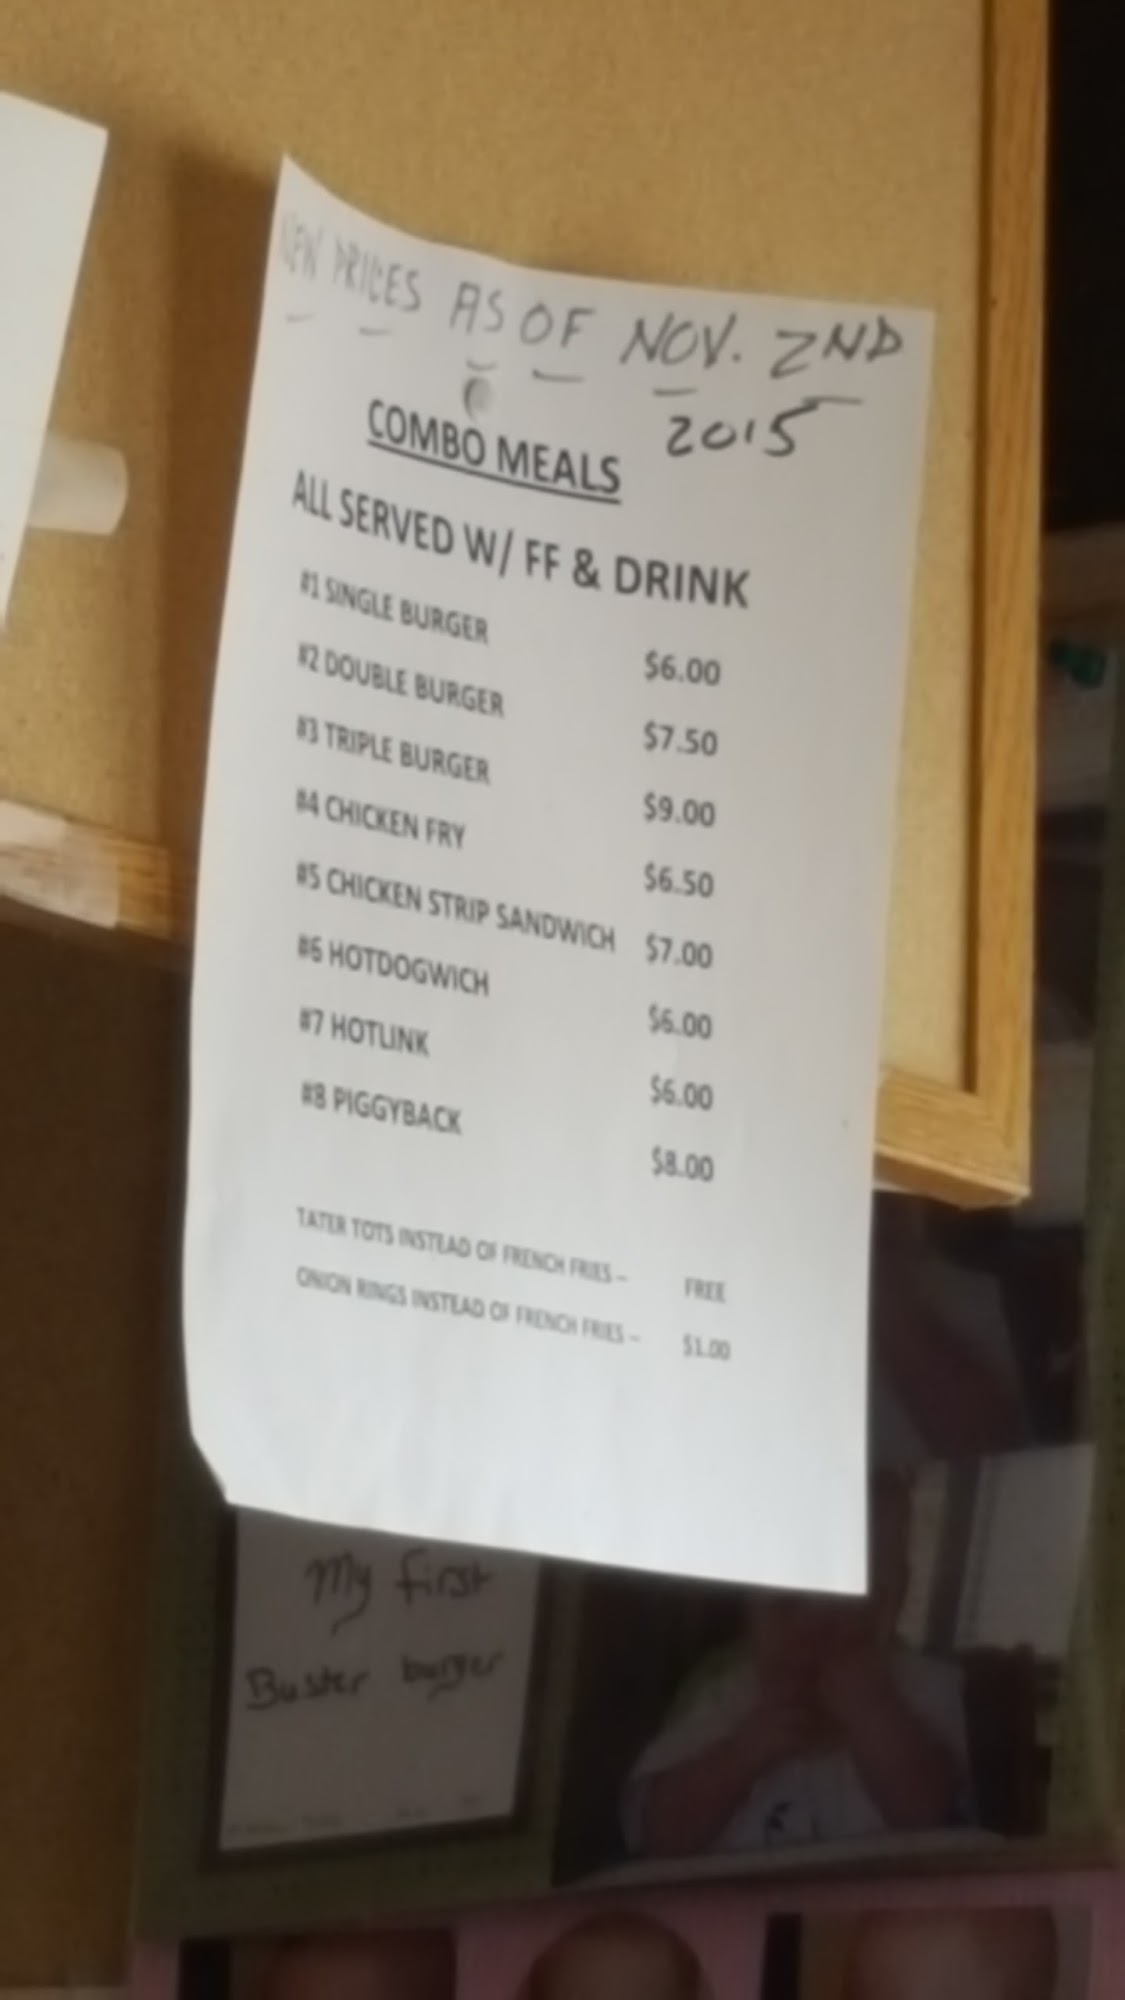 NEW PRICES AS OF NOV. 2ND
2015
COMBO MEALS
ALL SERVED W/ FF & DRINK
#1 SINGLE BURGER $6.00
#2 DOUBLE BURGER $7.50
#3 TRIPLE BURGER $9.00
#4 CHICKEN FRY $6.50
#5 CHICKEN STRIP SANDWICH $7.00
#6 HOTDOGWICH $6.00
#7 HOTLINK $6.00
#8 PIGGYBACK $8.00
TATER TOTS INSTEAD OF FRENCH FRIES – FREE
ONION RINGS INSTEAD OF FRENCH FRIES – $1.00
My first
Buster burger